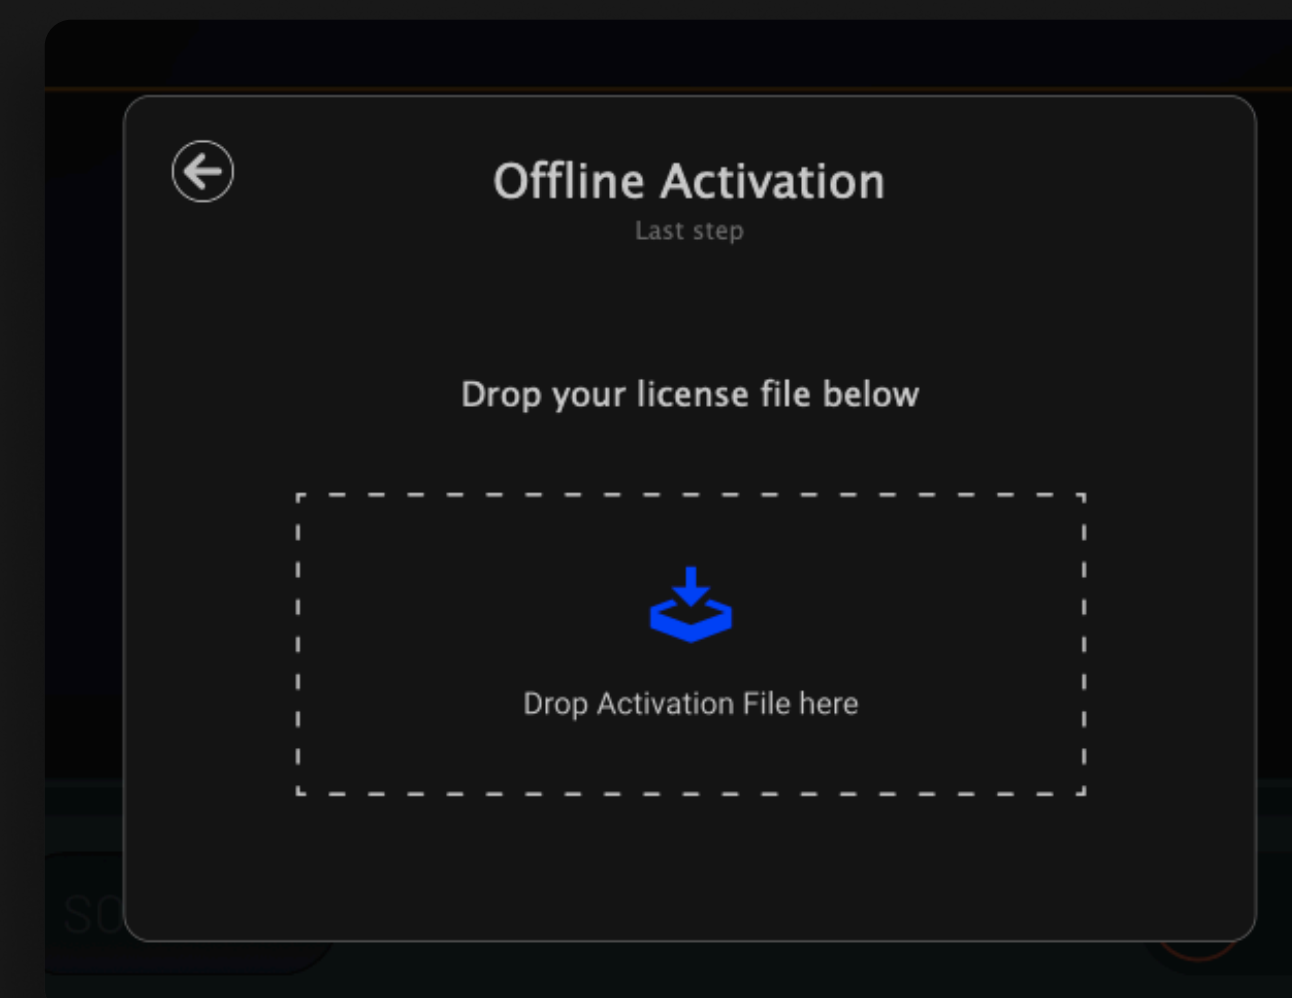 Offline Activation
Last step
Drop your license file below
Drop Activation File here